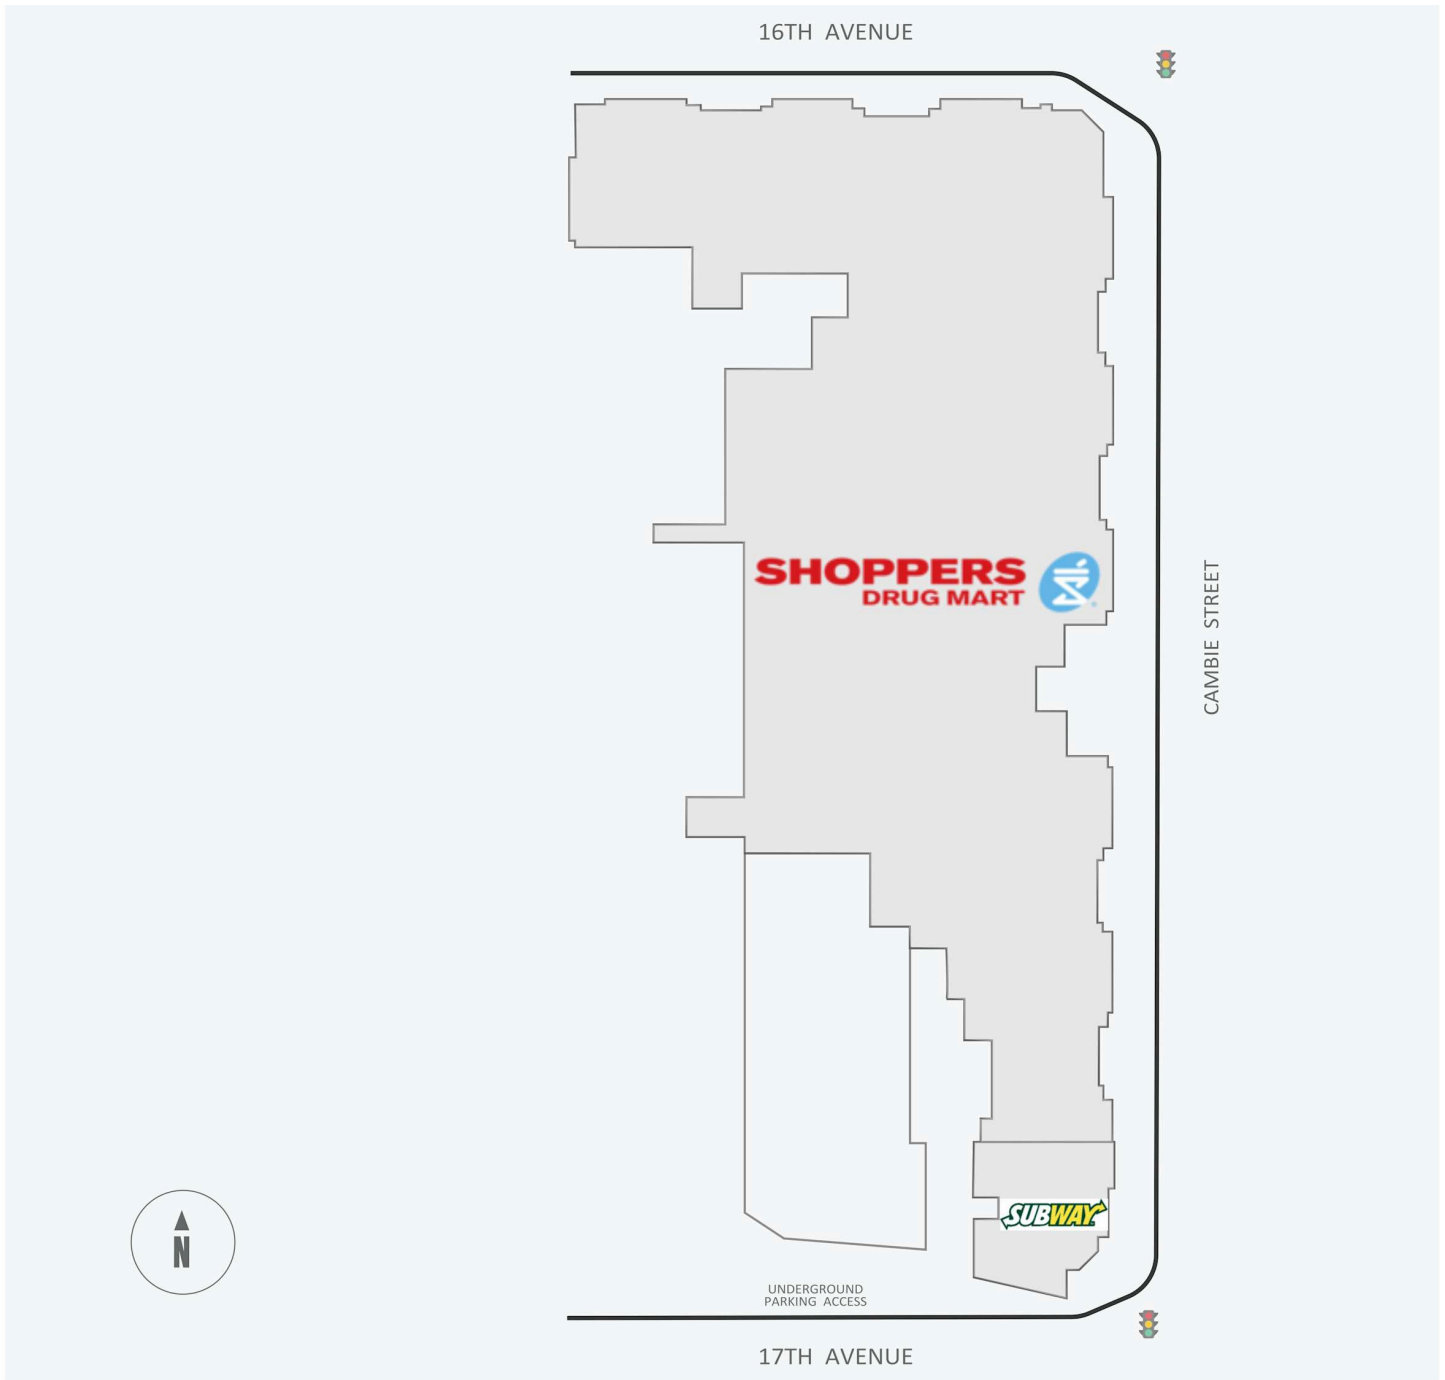 16TH AVENUE
SHOPPERS
DRUG MART
CAMBIE STREET
SUBWAY
N
UNDERGROUND
PARKING ACCESS
17TH AVENUE